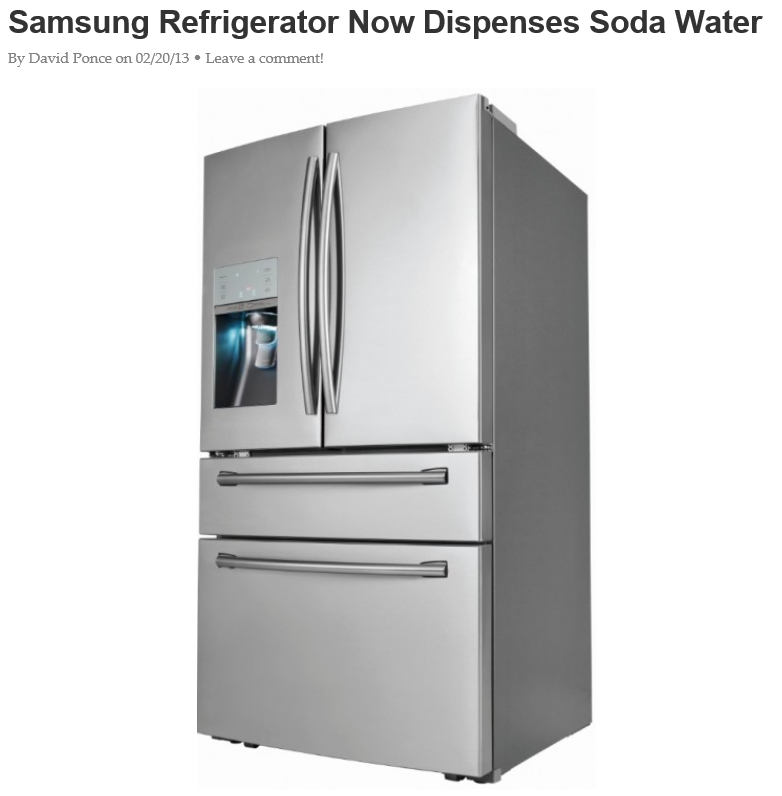 Samsung Refrigerator Now Dispenses Soda Water
By David Ponce on 02/20/13 • Leave a comment!